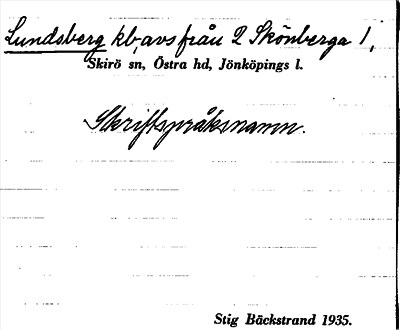 Lundsberg kb, avs från 2 Skönberga 1,
Skirö sn, Östra hd, Jönköpings l.
Skriftspråksnamn.
Stig Bäckstrand 1935.